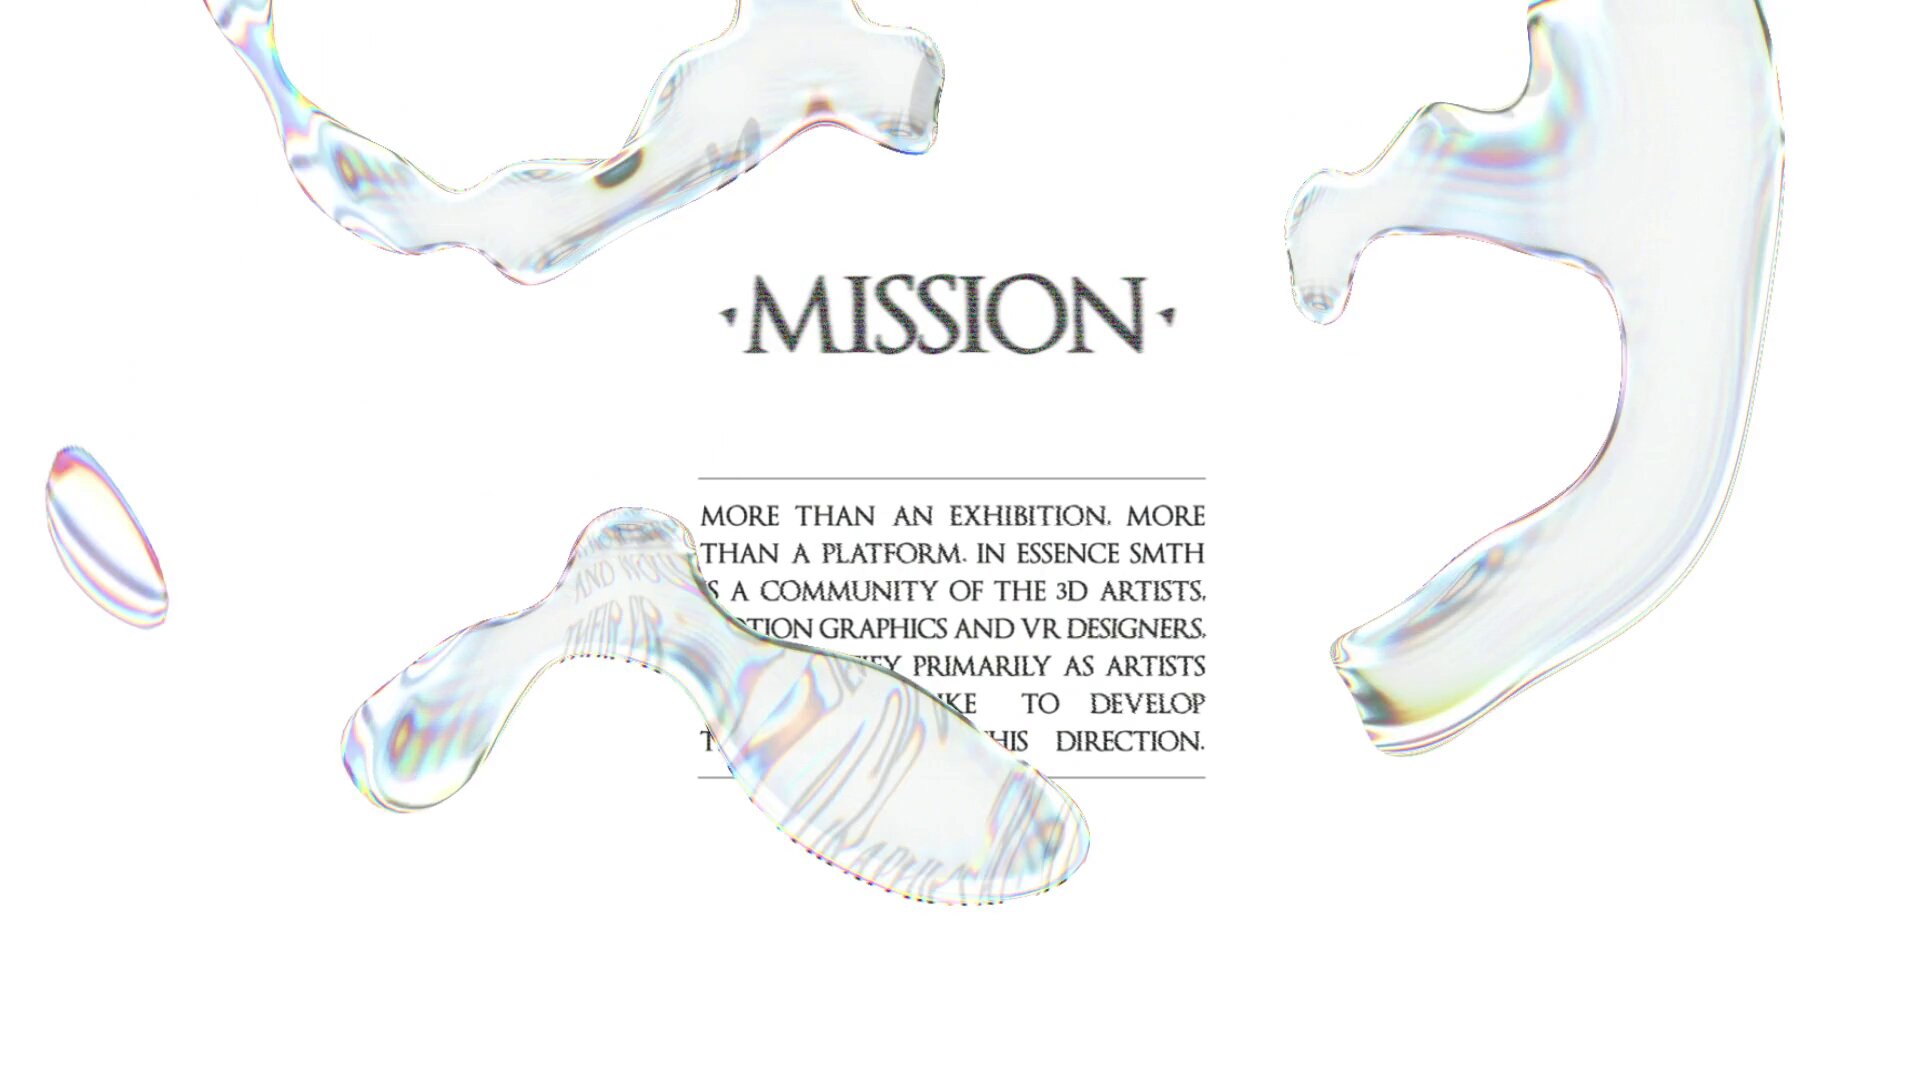 ·MISSION·
MORE THAN AN EXHIBITION. MORE
THAN A PLATFORM. IN ESSENCE SMTH
A COMMUNITY OF THE 3D ARTISTS,
GRAPHICS AND VR DESIGNERS,
PRIMARILY AS ARTISTS
TO DEVELOP
DIRECTION.